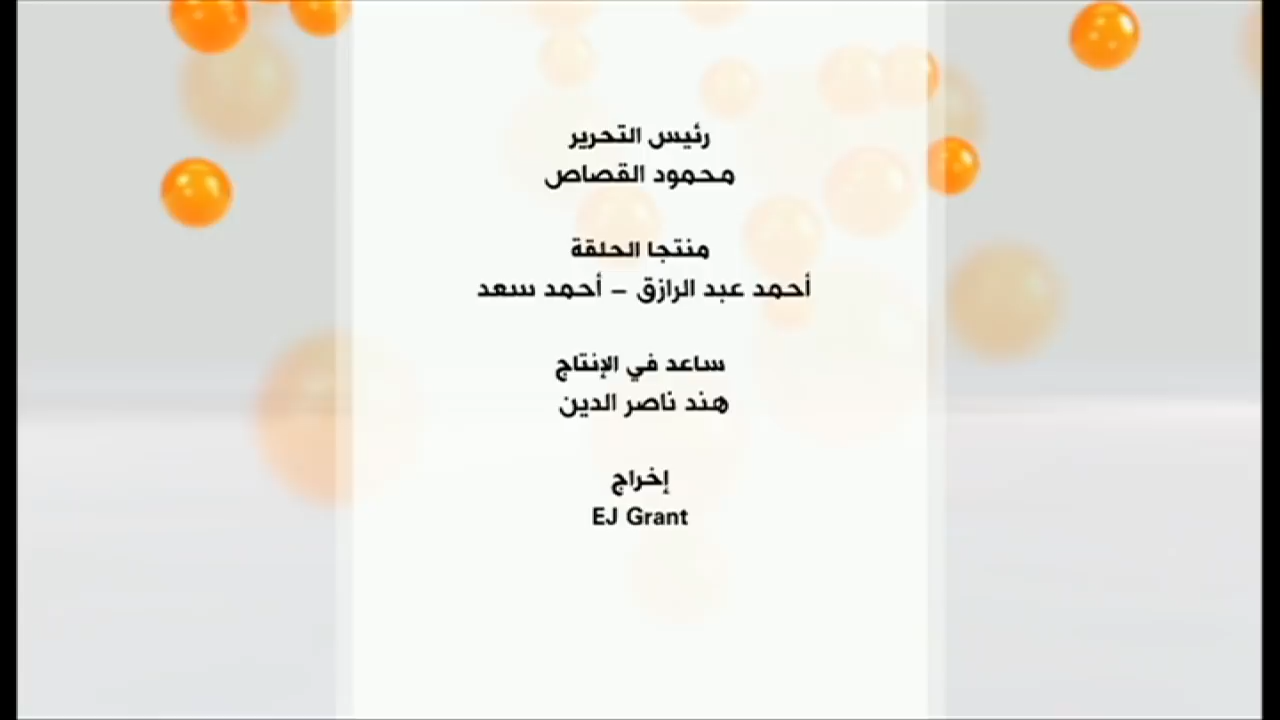 رئيس التحرير
محمود القصاص
منتجا الحلقة
أحمد عبد الرازق – أحمد سعد
ساعد في الإنتاج
هند ناصر الدين
إخراج
EJ Grant